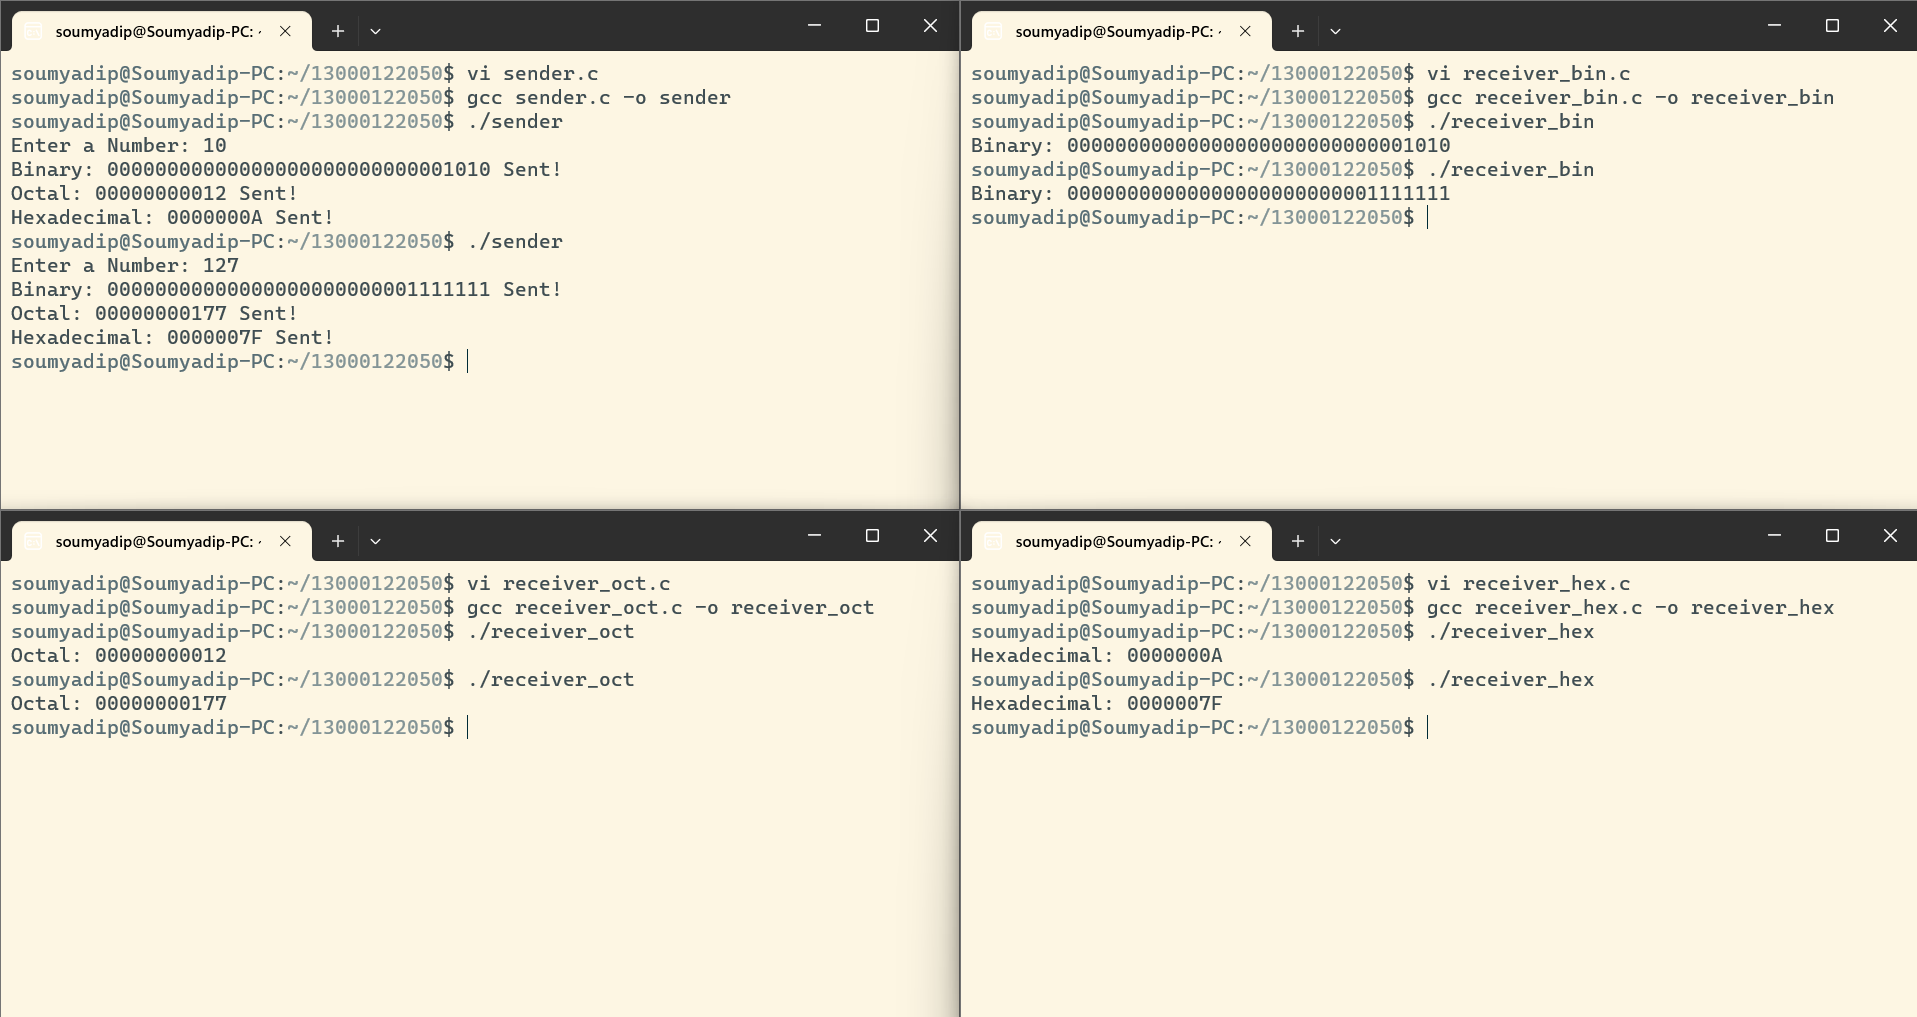 soumyadip@Soumyadip-PC: ~
soumyadip@Soumyadip-PC:~/13000122050$ vi sender.c
soumyadip@Soumyadip-PC:~/13000122050$ gcc sender.c -o sender
soumyadip@Soumyadip-PC:~/13000122050$ ./sender
Enter a Number: 10
Binary: 00000000000000000000000000001010 Sent!
Octal: 00000000012 Sent!
Hexadecimal: 0000000A Sent!
soumyadip@Soumyadip-PC:~/13000122050$ ./sender
Enter a Number: 127
Binary: 00000000000000000000000001111111 Sent!
Octal: 00000000177 Sent!
Hexadecimal: 0000007F Sent!
soumyadip@Soumyadip-PC:~/13000122050$
soumyadip@Soumyadip-PC: ~
soumyadip@Soumyadip-PC:~/13000122050$ vi receiver_bin.c
soumyadip@Soumyadip-PC:~/13000122050$ gcc receiver_bin.c -o receiver_bin
soumyadip@Soumyadip-PC:~/13000122050$ ./receiver_bin
Binary: 00000000000000000000000000001010
soumyadip@Soumyadip-PC:~/13000122050$ ./receiver_bin
Binary: 00000000000000000000000001111111
soumyadip@Soumyadip-PC:~/13000122050$
soumyadip@Soumyadip-PC: ~
soumyadip@Soumyadip-PC:~/13000122050$ vi receiver_oct.c
soumyadip@Soumyadip-PC:~/13000122050$ gcc receiver_oct.c -o receiver_oct
soumyadip@Soumyadip-PC:~/13000122050$ ./receiver_oct
Octal: 00000000012
soumyadip@Soumyadip-PC:~/13000122050$ ./receiver_oct
Octal: 00000000177
soumyadip@Soumyadip-PC:~/13000122050$
soumyadip@Soumyadip-PC: ~
soumyadip@Soumyadip-PC:~/13000122050$ vi receiver_hex.c
soumyadip@Soumyadip-PC:~/13000122050$ gcc receiver_hex.c -o receiver_hex
soumyadip@Soumyadip-PC:~/13000122050$ ./receiver_hex
Hexadecimal: 0000000A
soumyadip@Soumyadip-PC:~/13000122050$ ./receiver_hex
Hexadecimal: 0000007F
soumyadip@Soumyadip-PC:~/13000122050$